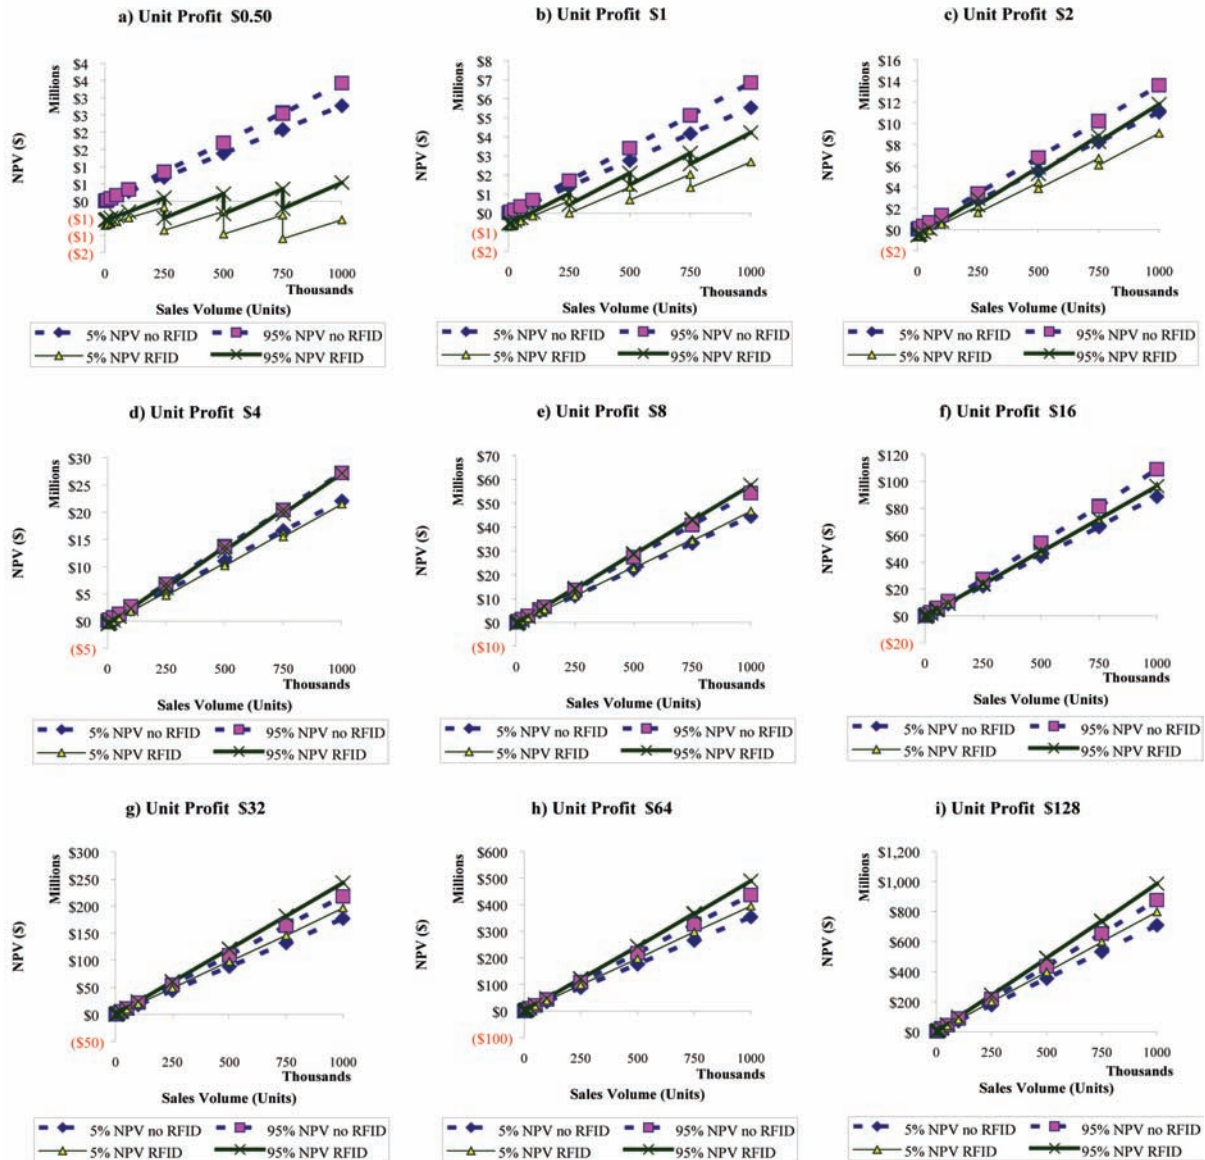 a) Unit Profit $0.50
Millions
NPV ($)
$4
$4
$3
$3
$2
$2
$1
$1
$0
($1)
($1)
($2)
0 250 500 750 1000
Thousands
Sales Volume (Units)
5% NPV no RFID 95% NPV no RFID
5% NPV RFID 95% NPV RFID
b) Unit Profit $1
Millions
NPV ($)
$8
$7
$6
$5
$4
$3
$2
$1
$0
($1)
($2)
0 250 500 750 1000
Thousands
Sales Volume (Units)
5% NPV no RFID 95% NPV no RFID
5% NPV RFID 95% NPV RFID
c) Unit Profit $2
Millions
NPV ($)
$16
$14
$12
$10
$8
$6
$4
$2
$0
($2)
0 250 500 750 1000
Thousands
Sales Volume (Units)
5% NPV no RFID 95% NPV no RFID
5% NPV RFID 95% NPV RFID
d) Unit Profit $4
Millions
NPV ($)
$30
$25
$20
$15
$10
$5
$0
($5)
0 250 500 750 1000
Thousands
Sales Volume (Units)
5% NPV no RFID 95% NPV no RFID
5% NPV RFID 95% NPV RFID
e) Unit Profit $8
Millions
NPV ($)
$70
$60
$50
$40
$30
$20
$10
$0
($10)
0 250 500 750 1000
Thousands
Sales Volume (Units)
5% NPV no RFID 95% NPV no RFID
5% NPV RFID 95% NPV RFID
f) Unit Profit $16
Millions
NPV ($)
$120
$100
$80
$60
$40
$20
$0
($20)
0 250 500 750 1000
Thousands
Sales Volume (Units)
5% NPV no RFID 95% NPV no RFID
5% NPV RFID 95% NPV RFID
g) Unit Profit $32
Millions
NPV ($)
$300
$250
$200
$150
$100
$50
$0
($50)
0 250 500 750 1000
Thousands
Sales Volume (Units)
5% NPV no RFID 95% NPV no RFID
5% NPV RFID 95% NPV RFID
h) Unit Profit $64
Millions
NPV ($)
$600
$500
$400
$300
$200
$100
$0
($100)
0 250 500 750 1000
Thousands
Sales Volume (Units)
5% NPV no RFID 95% NPV no RFID
5% NPV RFID 95% NPV RFID
i) Unit Profit $128
Millions
NPV ($)
$1,200
$1,000
$800
$600
$400
$200
$0
0 250 500 750 1000
Thousands
Sales Volume (Units)
5% NPV no RFID 95% NPV no RFID
5% NPV RFID 95% NPV RFID